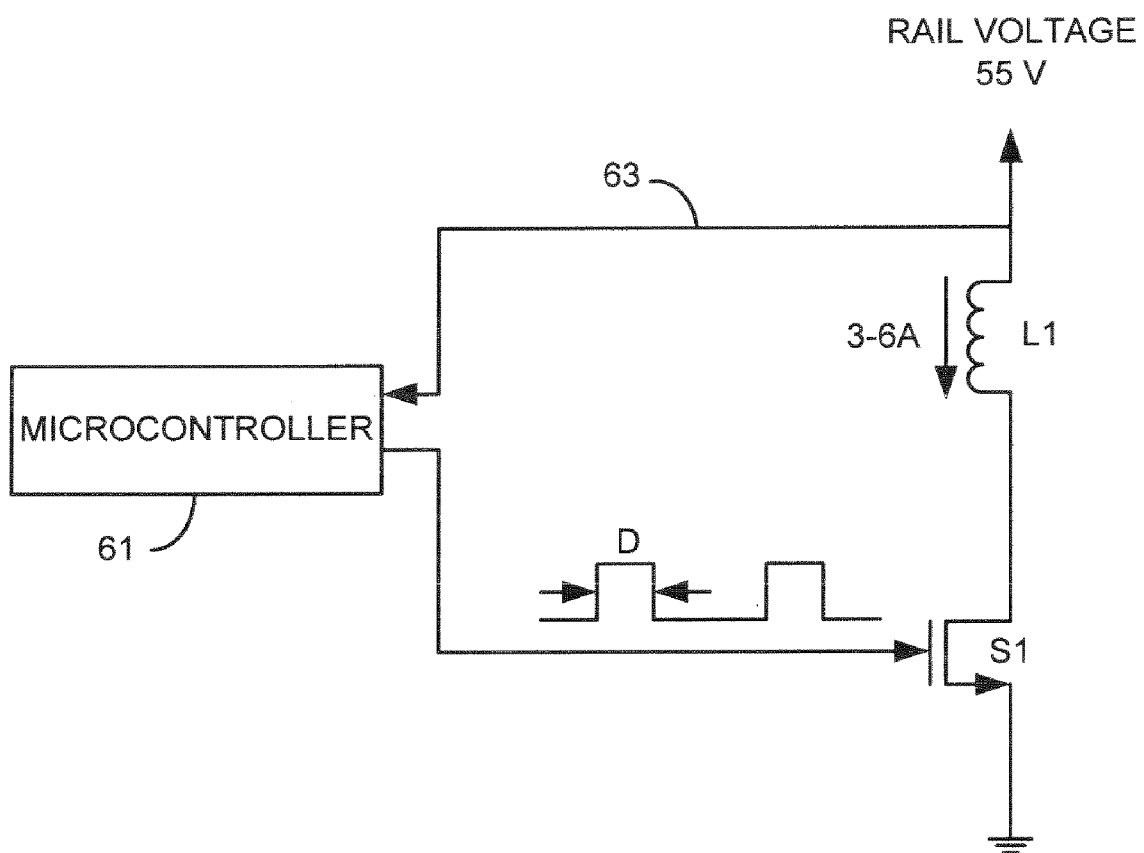 RAIL VOLTAGE
55 V
63
3-6A
L1
MICROCONTROLLER
61
D
S1